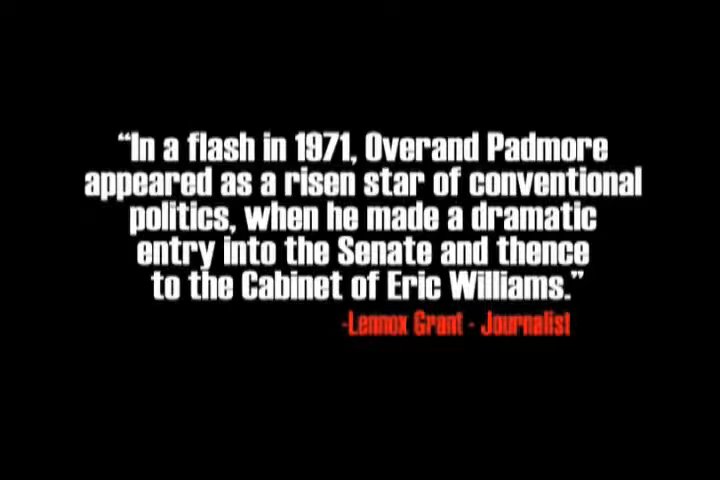 “In a flash in 1971, Overand Padmore
appeared as a risen star of conventional
politics, when he made a dramatic
entry into the Senate and thence
to the Cabinet of Eric Williams.”
-Lennox Grant - Journalist